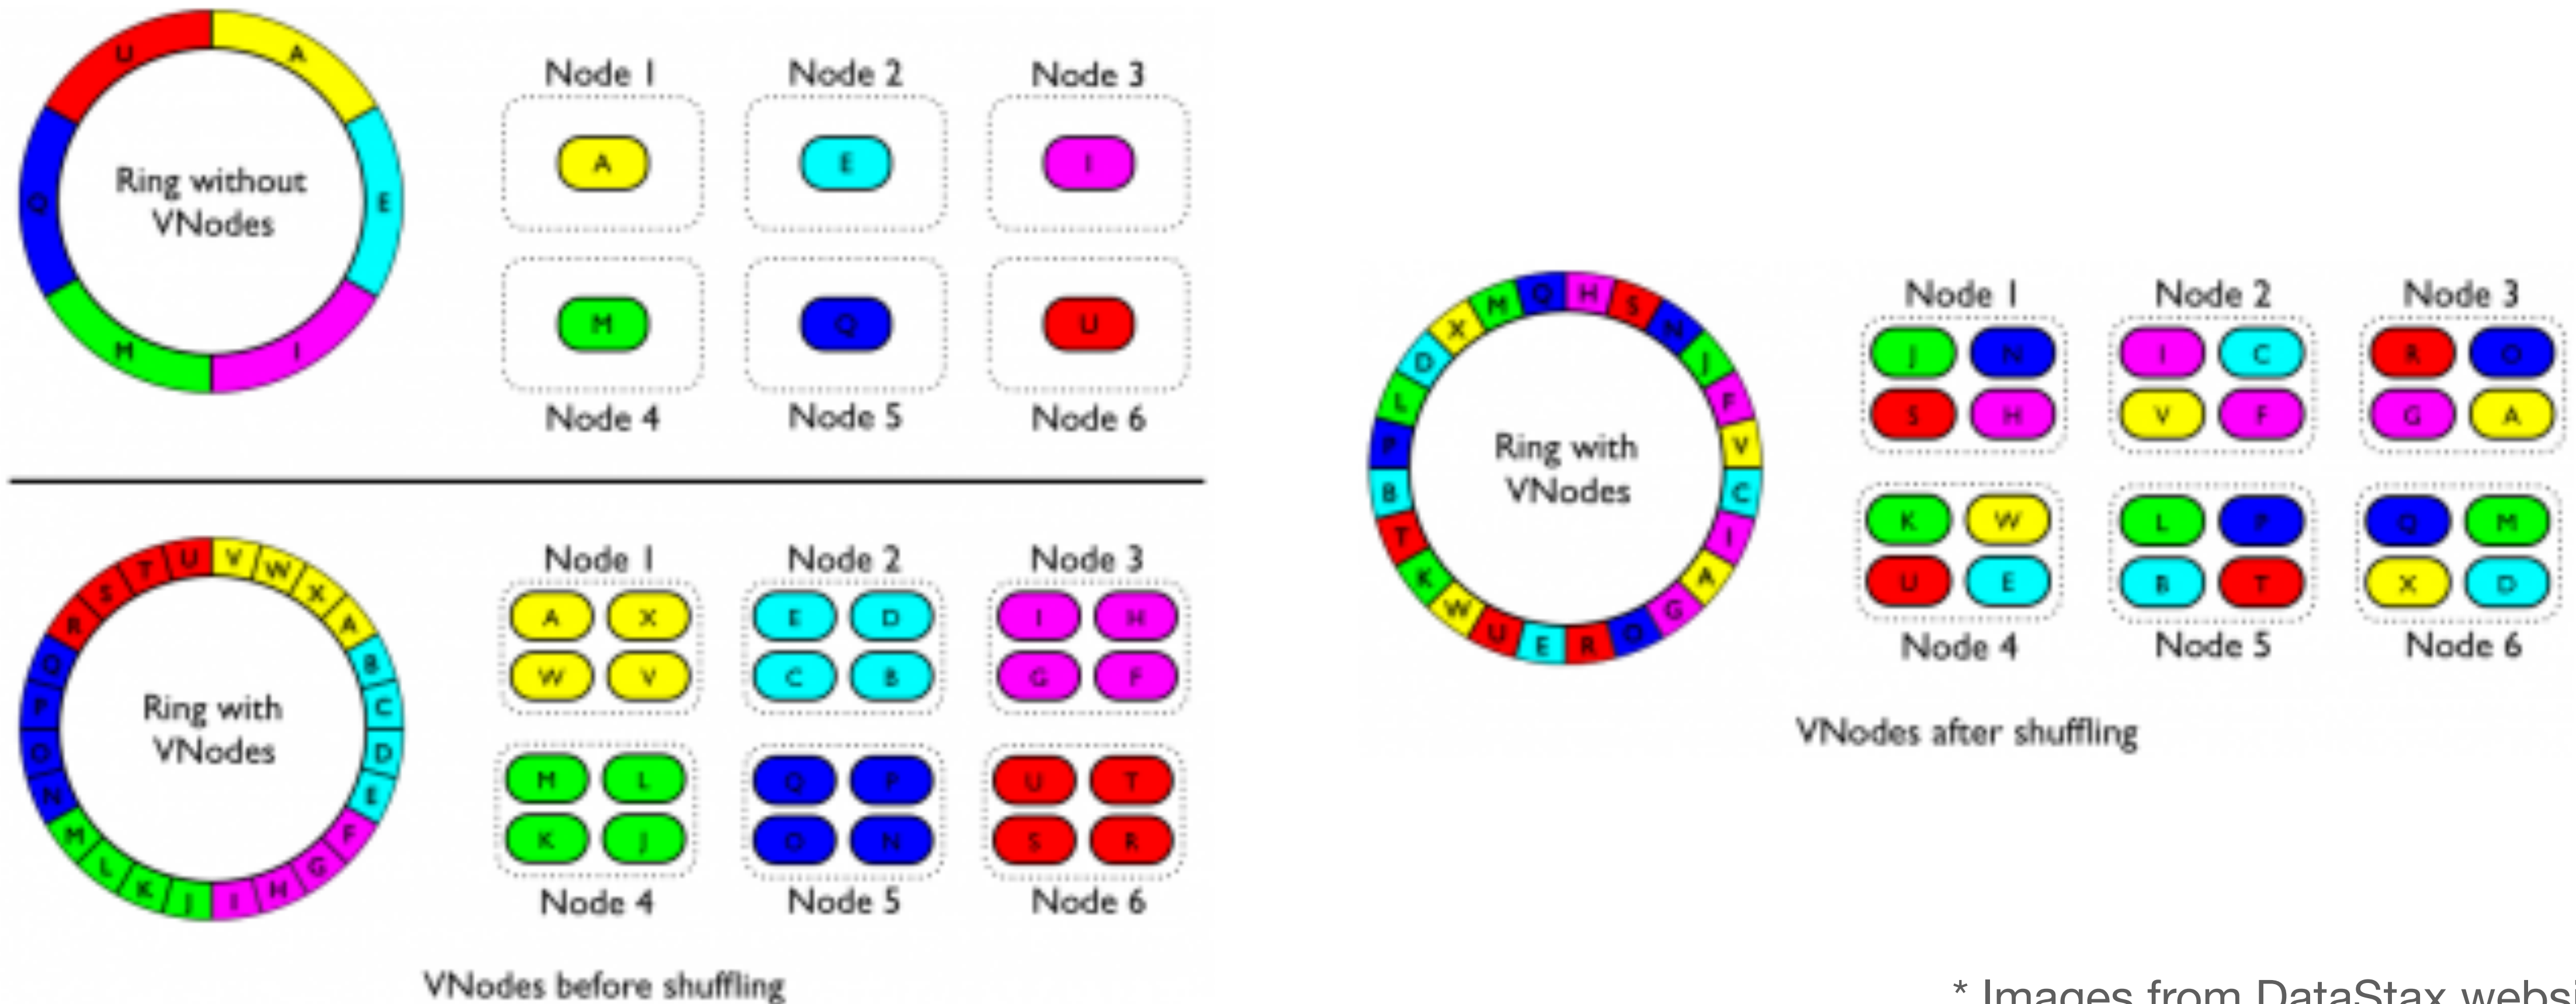 U
A
Q
E
M
I
Ring without
VNodes
Node 1
Node 2
Node 3
A
E
I
M
Q
U
Node 4
Node 5
Node 6
V
W
X
A
B
C
D
E
F
G
H
I
J
K
L
M
N
O
P
Q
R
S
T
U
Ring with
VNodes
Node 1
Node 2
Node 3
A X
E D
I H
W V
C B
G F
M L
Q P
U T
K J
O N
S R
Node 4
Node 5
Node 6
VNodes before shuffling
H
S
N
J
F
V
C
I
A
G
O
R
E
U
W
K
T
B
P
L
D
X
M
Q
Ring with
VNodes
Node 1
Node 2
Node 3
J N
I C
R O
S H
V F
G A
K W
L P
Q M
U E
B T
X D
Node 4
Node 5
Node 6
VNodes after shuffling
* Images from DataStax